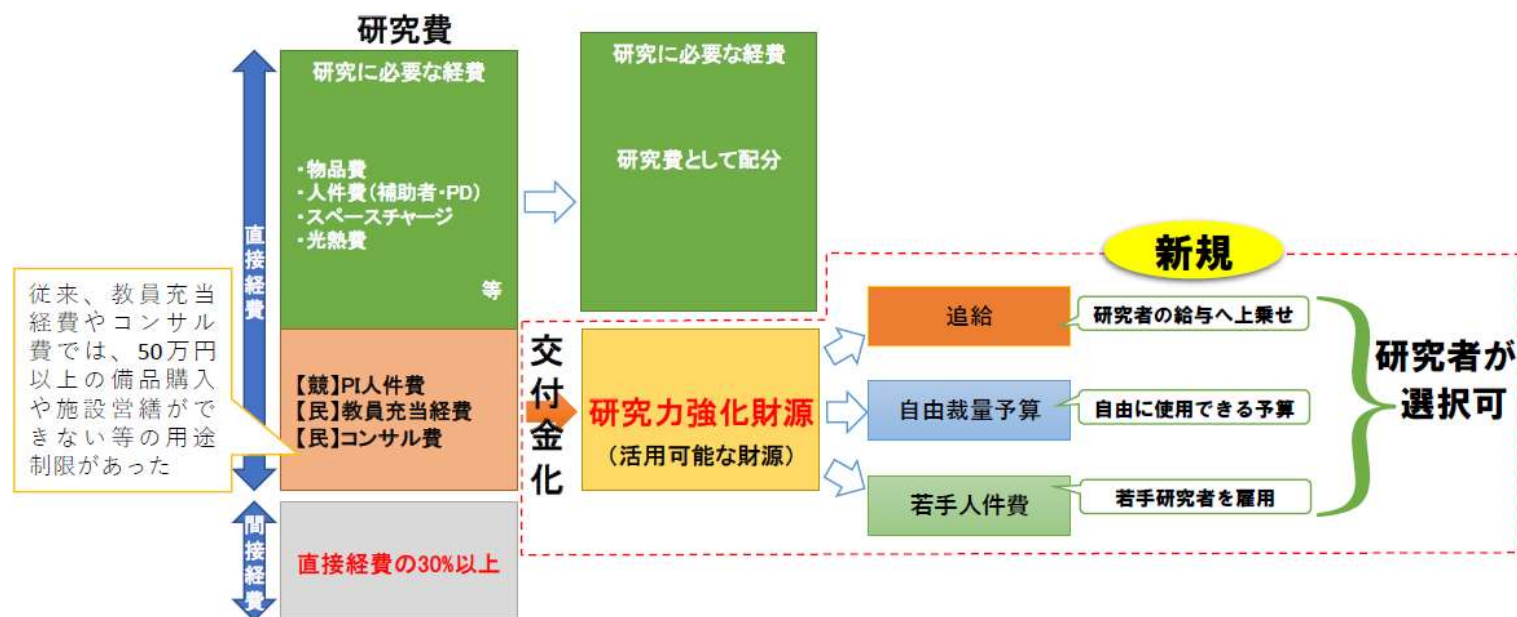 研究費
研究に必要な経費
・物品費
・人件費(補助者・PD)
・スペースチャージ
・光熱費
等
直接経費
従来、教員充当
経費やコンサル
費では、50万円
以上の備品購入
や施設営繕がで
きない等の用途
制限があった
【競】PI人件費
【民】教員充当経費
【民】コンサル費
間接経費
直接経費の30%以上
研究に必要な経費
研究費として配分
交付金化
研究力強化財源
(活用可能な財源)
新規
追給
研究者の給与へ上乗せ
自由裁量予算
自由に使用できる予算
若手人件費
若手研究者を雇用
研究者が
選択可